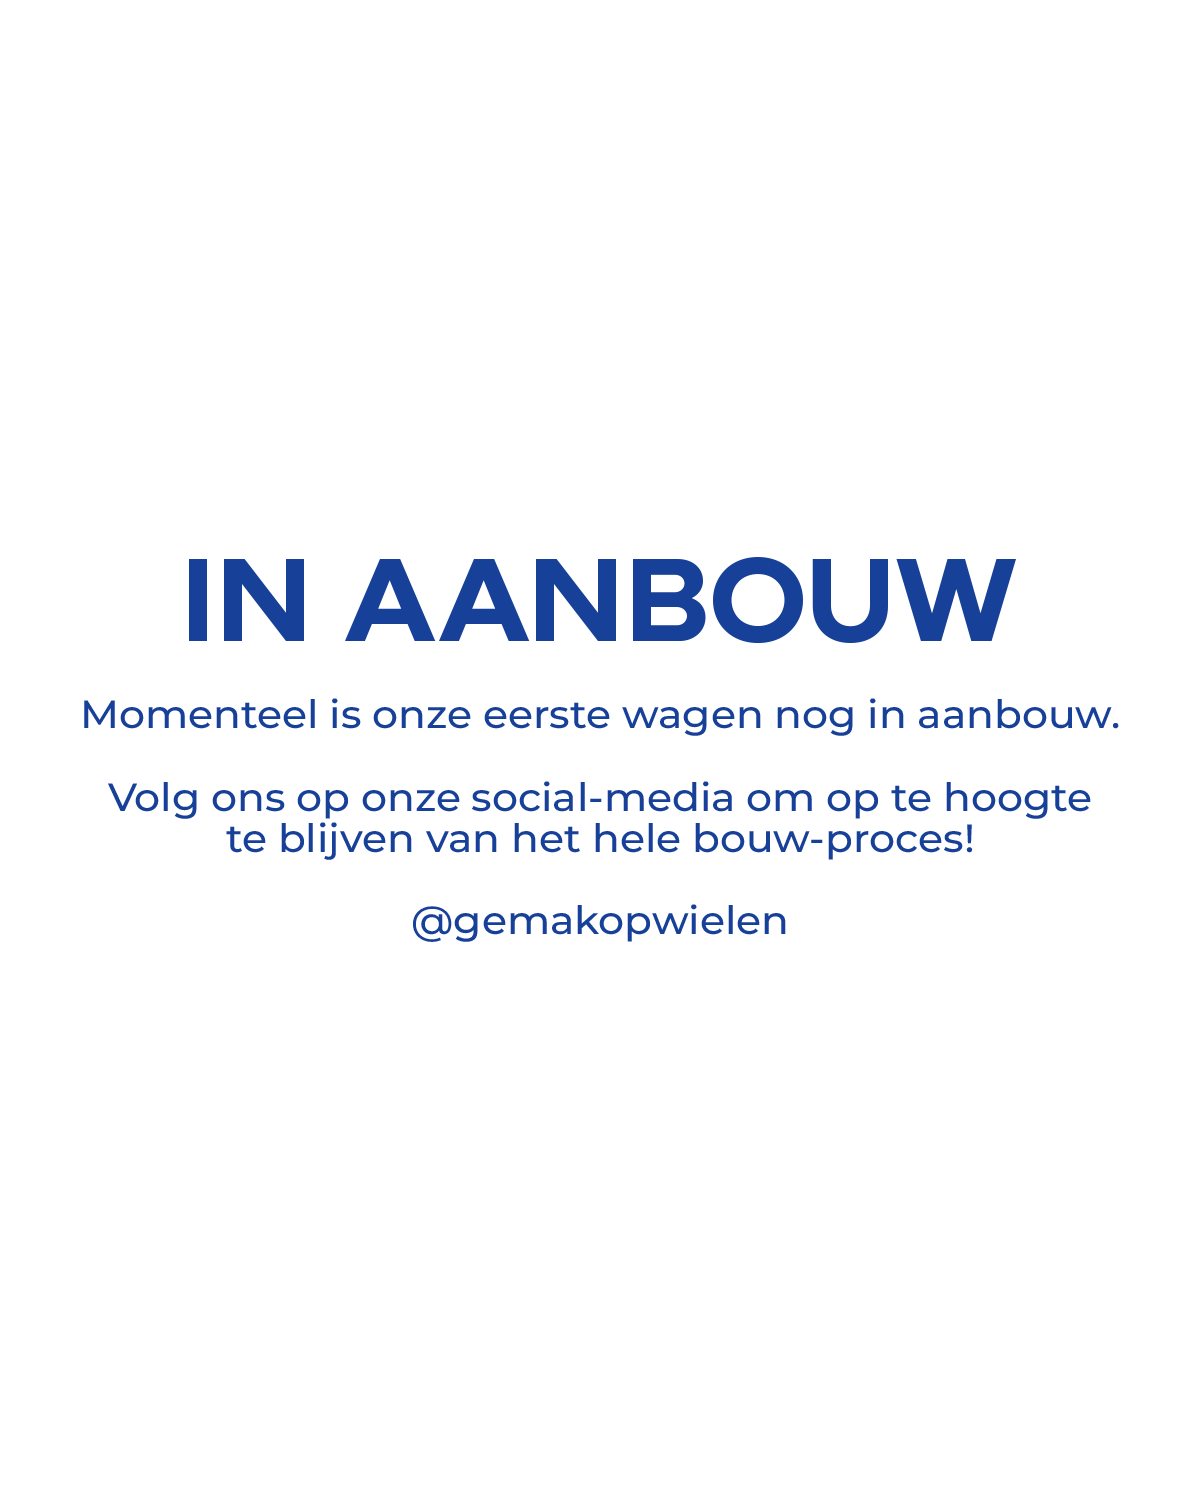 IN AANBOUW
Momenteel is onze eerste wagen nog in aanbouw.
Volg ons op onze social-media om op te hoogte
te blijven van het hele bouw-proces!
@gemakopwielen